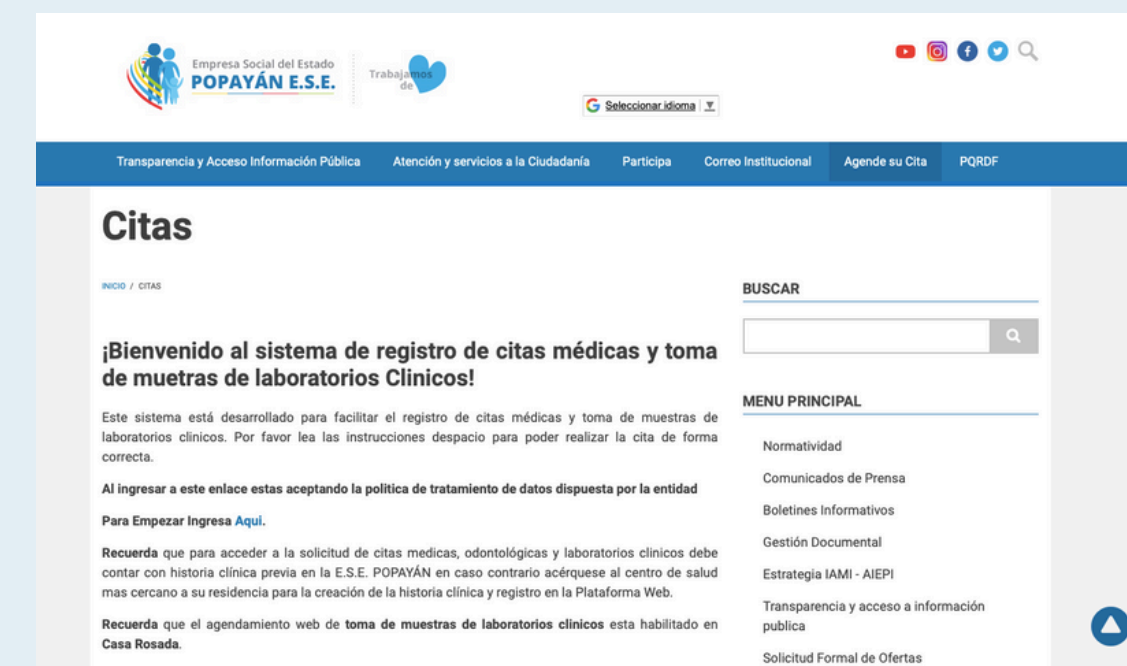 Empresa Social del Estado
POPAYÁN E.S.E.
Trabajamos
de
Seleccionar idioma
Transparencia y Acceso Información Pública Atención y servicios a la Ciudadanía Participa Correo Institucional Agende su Cita PQRDF
Citas
INICIO / CITAS
¡Bienvenido al sistema de registro de citas médicas y toma
de muetras de laboratorios Clinicos!
Este sistema está desarrollado para facilitar el registro de citas médicas y toma de muestras de
laboratorios clinicos. Por favor lea las instrucciones despacio para poder realizar la cita de forma
correcta.
Al ingresar a este enlace estas aceptando la politica de tratamiento de datos dispuesta por la entidad
Para Empezar Ingresa Aqui.
Recuerda que para acceder a la solicitud de citas medicas, odontológicas y laboratorios clinicos debe
contar con historia clínica previa en la E.S.E. POPAYÁN en caso contrario acérquese al centro de salud
mas cercano a su residencia para la creación de la historia clínica y registro en la Plataforma Web.
Recuerda que el agendamiento web de toma de muestras de laboratorios clinicos esta habilitado en
Casa Rosada.
BUSCAR
MENU PRINCIPAL
Normatividad
Comunicados de Prensa
Boletines Informativos
Gestión Documental
Estrategia IAMI - AIEPI
Transparencia y acceso a información
publica
Solicitud Formal de Ofertas